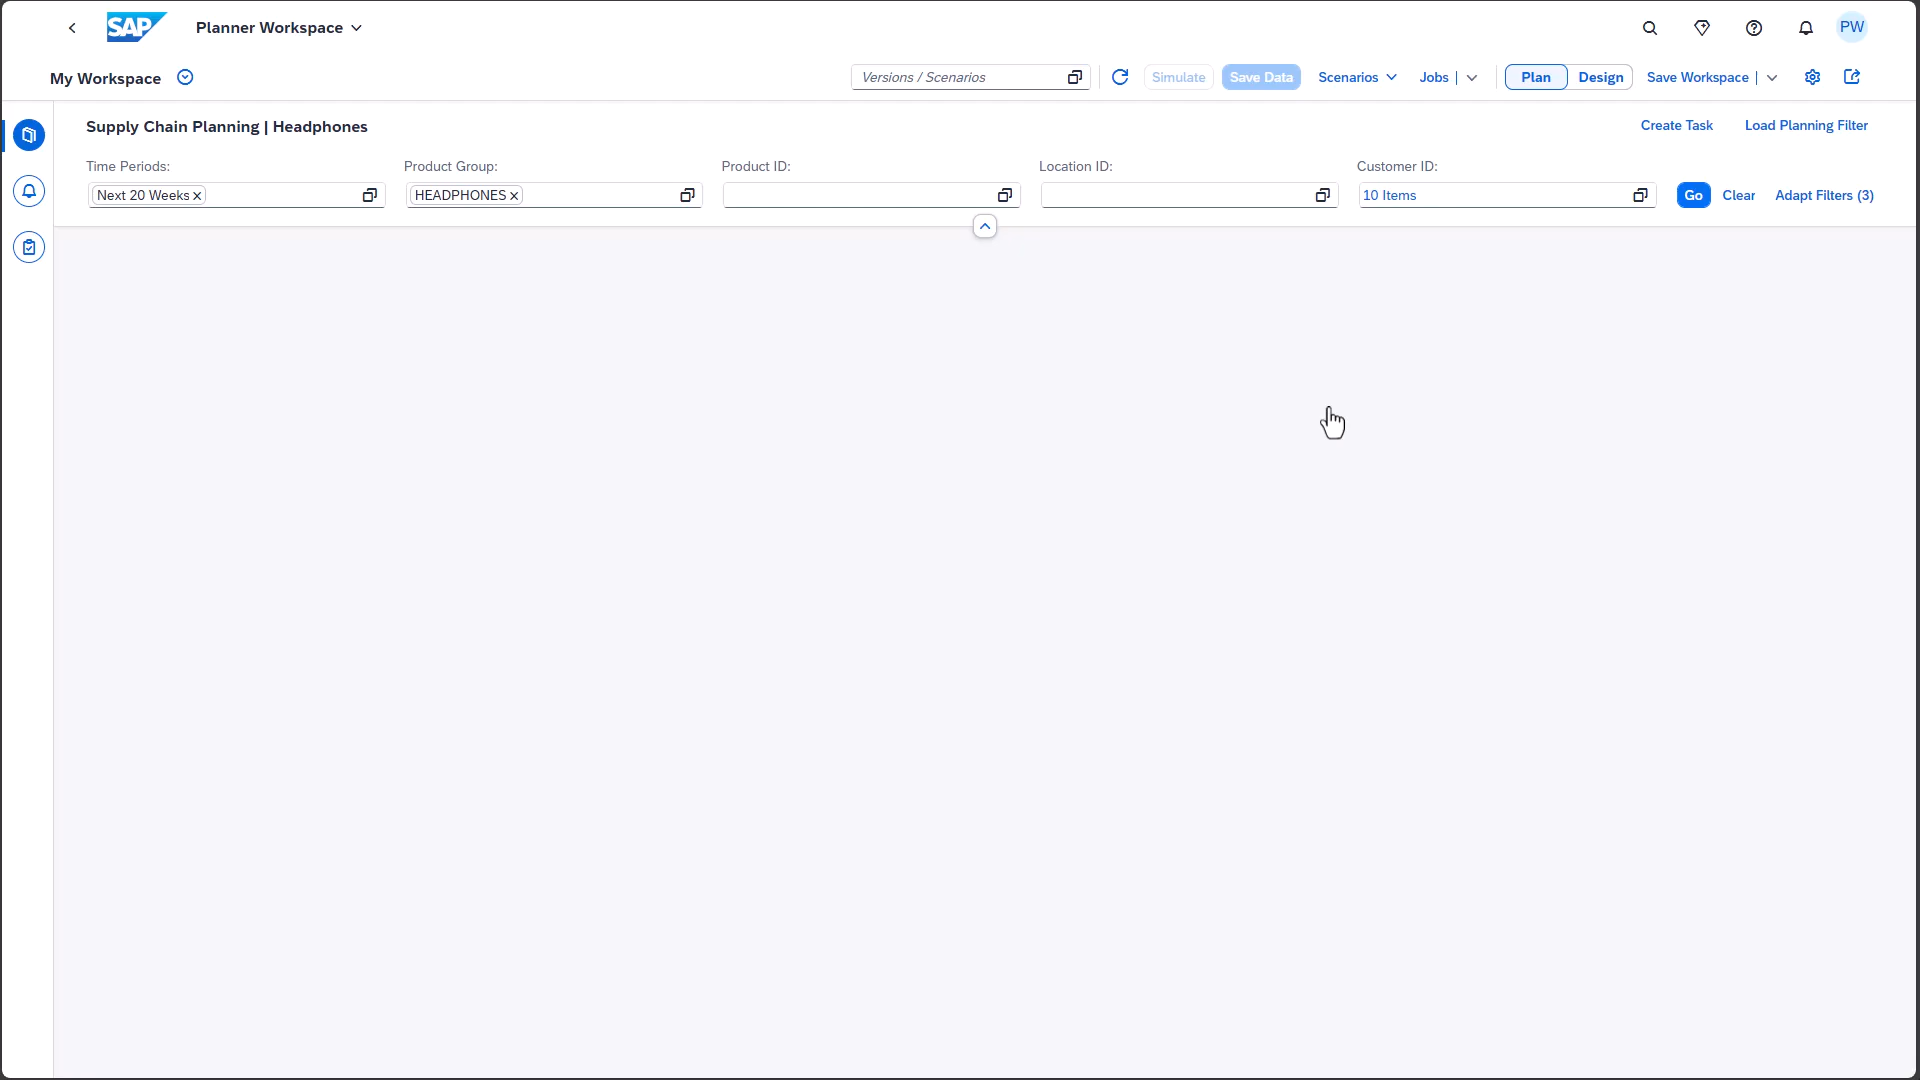 SAP Planner Workspace PW
My Workspace Versions / Scenarios Simulate Save Data Scenarios Jobs | Plan Design Save Workspace |
Supply Chain Planning | Headphones Create Task Load Planning Filter
Time Periods: Product Group: Product ID: Location ID: Customer ID:
Next 20 Weeks HEADPHONES 10 Items Go Clear Adapt Filters (3)